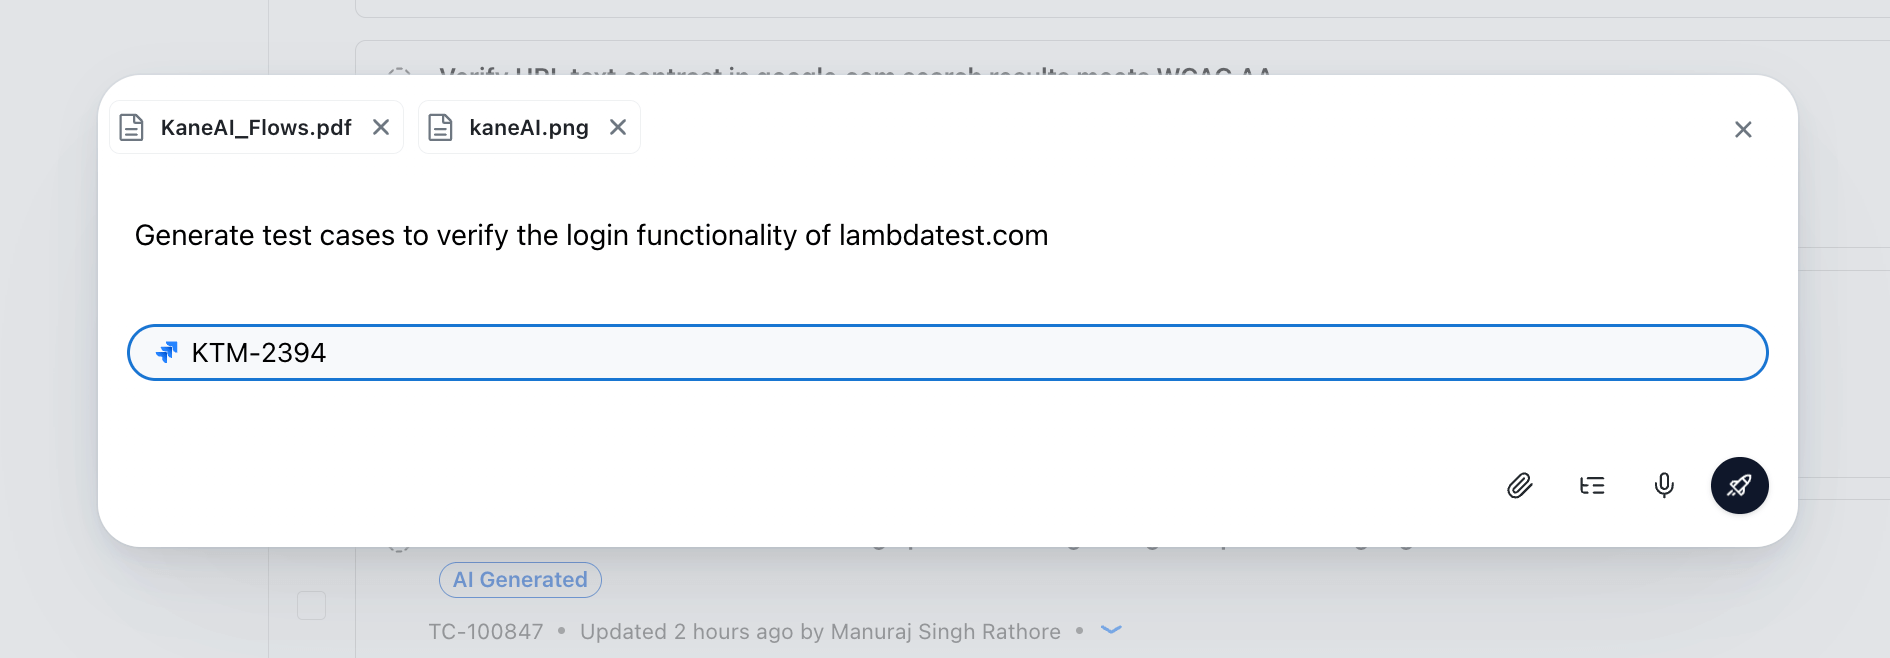 Verify URL text contrast in google.com search results meets WCAG AA
KaneAI_Flows.pdf
kaneAI.png
Generate test cases to verify the login functionality of lambdatest.com
KTM-2394
AI Generated
TC-100847 • Updated 2 hours ago by Manuraj Singh Rathore •